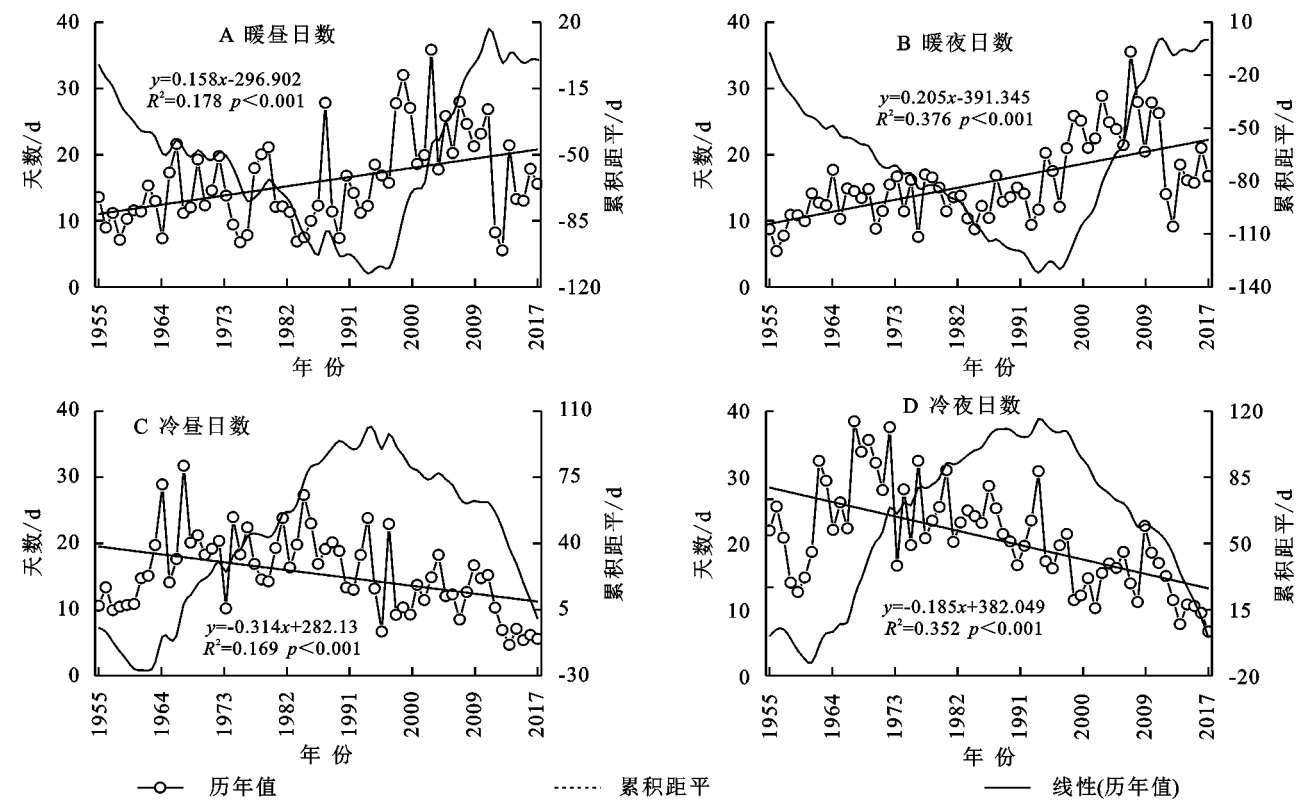 A 暖昼日数
y=0.158x-296.902
R²=0.178 p<0.001
天数/d
40
30
20
10
0
20
-15
-50
-85
-120
累积距平/d
1955
1964
1973
1982
1991
2000
2009
2017
年 份
B 暖夜日数
y=0.205x-391.345
R²=0.376 p<0.001
天数/d
40
30
20
10
0
10
-20
-50
-80
-110
-140
累积距平/d
1955
1964
1973
1982
1991
2000
2009
2017
年 份
C 冷昼日数
y=-0.314x+282.13
R²=0.169 p<0.001
天数/d
40
30
20
10
0
110
75
40
5
-30
累积距平/d
1955
1964
1973
1982
1991
2000
2009
2017
年 份
D 冷夜日数
y=-0.185x+382.049
R²=0.352 p<0.001
天数/d
40
30
20
10
0
120
85
50
15
-20
累积距平/d
1955
1964
1973
1982
1991
2000
2009
2017
年 份
历年值
累积距平
线性(历年值)